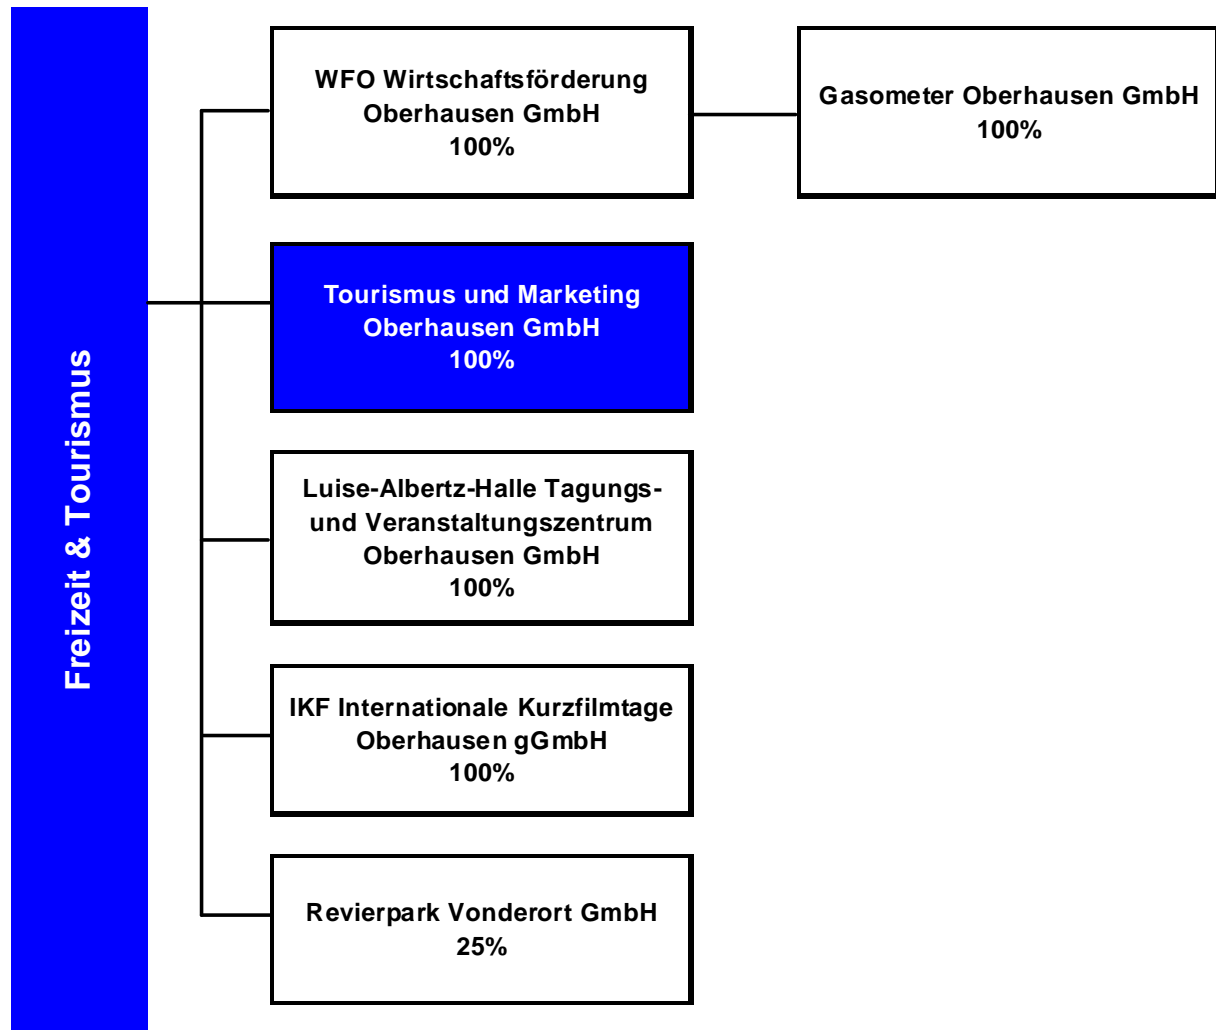 Freizeit & Tourismus
WFO Wirtschaftsförderung
Oberhausen GmbH
100%
Gasometer Oberhausen GmbH
100%
Tourismus und Marketing
Oberhausen GmbH
100%
Luise-Albertz-Halle Tagungs-
und Veranstaltungszentrum
Oberhausen GmbH
100%
IKF Internationale Kurzfilmtage
Oberhausen gGmbH
100%
Revierpark Vonderort GmbH
25%